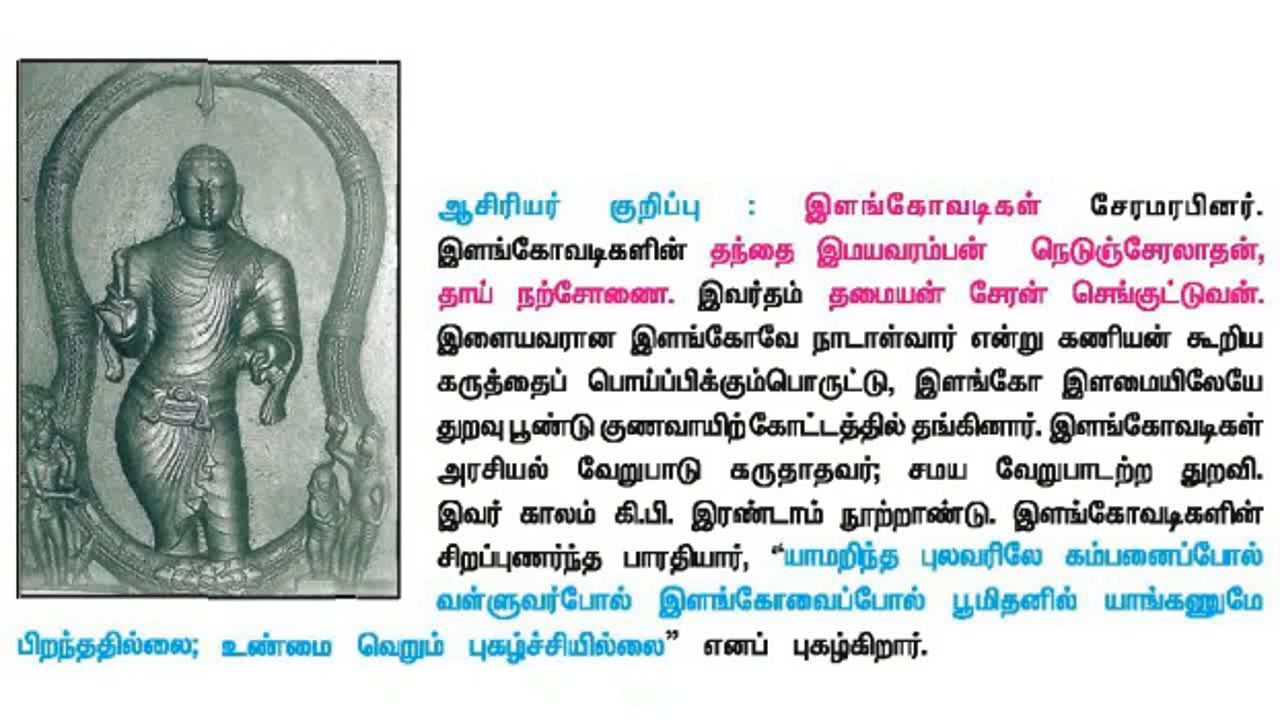 ஆசிரியர் குறிப்பு : இளங்கோவடிகள் சேரமரபினர்.
இளங்கோவடிகளின் தந்தை இமயவரம்பன் நெடுஞ்சேரலாதன்,
தாய் நற்சோணை. இவர்தம் தமையன் சேரன் செங்குட்டுவன்.
இளையவரான இளங்கோவே நாடாள்வார் என்று கணியன் கூறிய
கருத்தைப் பொய்ப்பிக்கும்பொருட்டு, இளங்கோ இளமையிலேயே
துறவு பூண்டு குணவாயிற் கோட்டத்தில் தங்கினார். இளங்கோவடிகள்
அரசியல் வேறுபாடு கருதாதவர்; சமய வேறுபாடற்ற துறவி.
இவர் காலம் கி.பி. இரண்டாம் நூற்றாண்டு. இளங்கோவடிகளின்
சிறப்புணர்ந்த பாரதியார், “யாமறிந்த புலவரிலே கம்பனைப்போல்
வள்ளுவர்போல் இளங்கோவைப்போல் பூமிதனில் யாங்கணுமே
பிறந்ததில்லை; உண்மை வெறும் புகழ்ச்சியில்லை” எனப் புகழ்கிறார்.